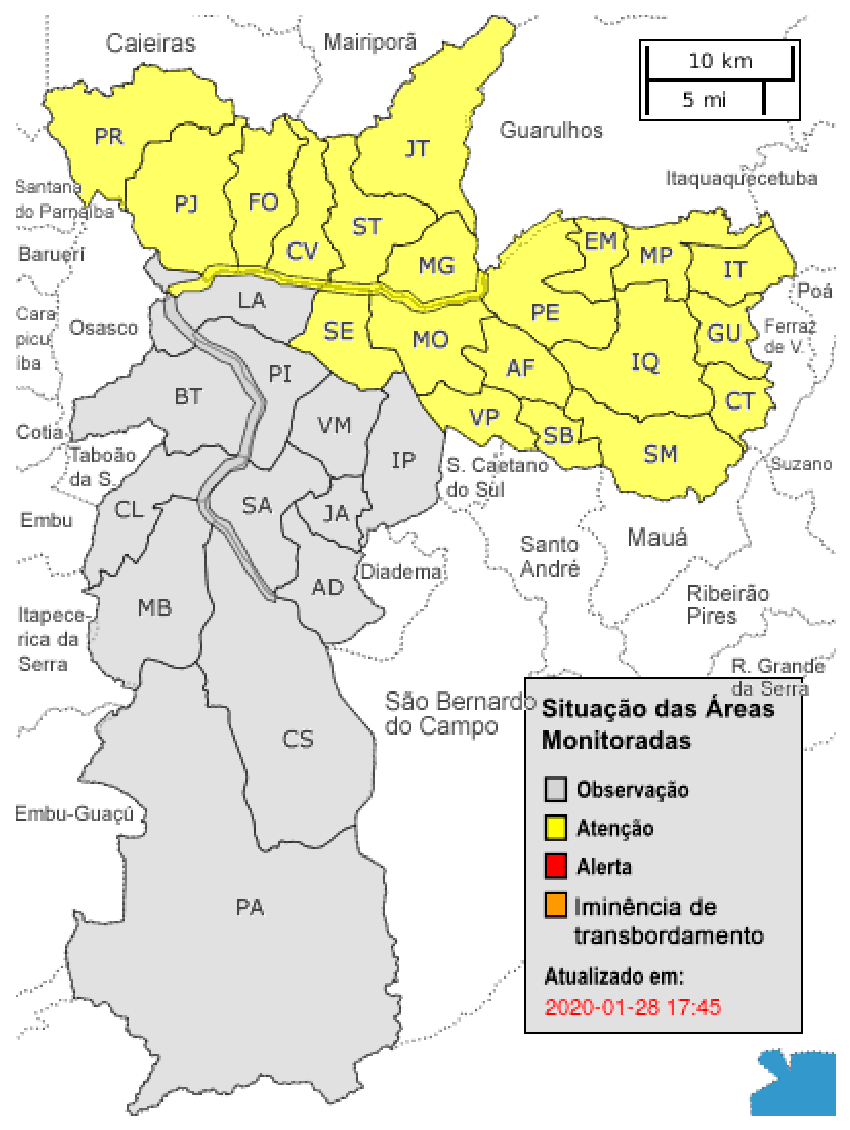 Caieiras
Mairiporã
10 km
5 mi
Guarulhos
PR
JT
Itaquaquecetuba
Santana
do Parnaíba
PJ
FO
ST
CV
MG
EM
MP
IT
Barueri
Poá
LA
SE
MO
PE
GU
Ferraz
de V.
Cara
picu
iba
Osasco
PI
AF
IQ
BT
VM
VP
CT
SB
Cotia
Taboão
da S.
IP
S. Caetano
do Sul
SM
Suzano
CL
SA
JA
Embu
Santo
André
Mauá
Diadema
AD
MB
Itapece-
rica da
Serra
Ribeirão
Pires
R. Grande
da Serra
São Bernardo
do Campo
CS
Situação das Áreas
Monitoradas
Observação
Atenção
Alerta
Iminência de
transbordamento
Atualizado em:
2020-01-28 17:45
Embu-Guaçú
PA